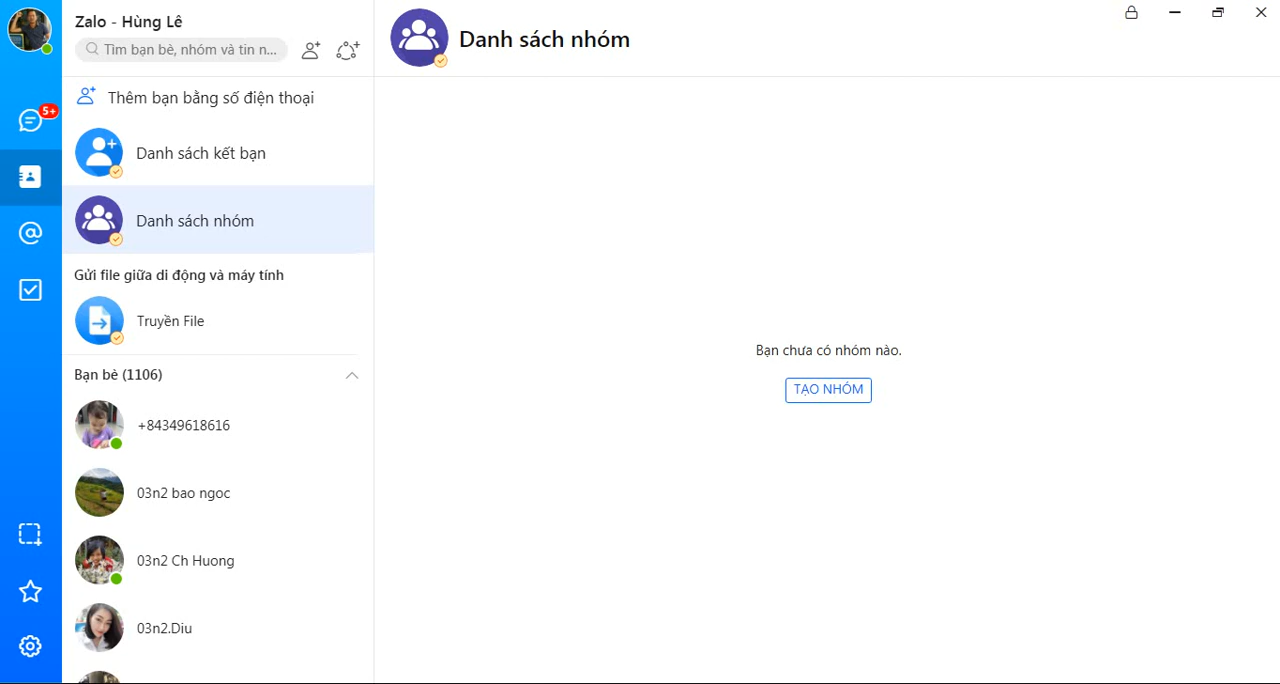 Zalo - Hùng Lê
Tìm bạn bè, nhóm và tin n...
5+
Thêm bạn bằng số điện thoại
Danh sách kết bạn
Danh sách nhóm
Gửi file giữa di động và máy tính
Truyền File
Bạn bè (1106)
+84349618616
03n2 bao ngoc
03n2 Ch Huong
03n2.Diu
Danh sách nhóm
Bạn chưa có nhóm nào.
TẠO NHÓM